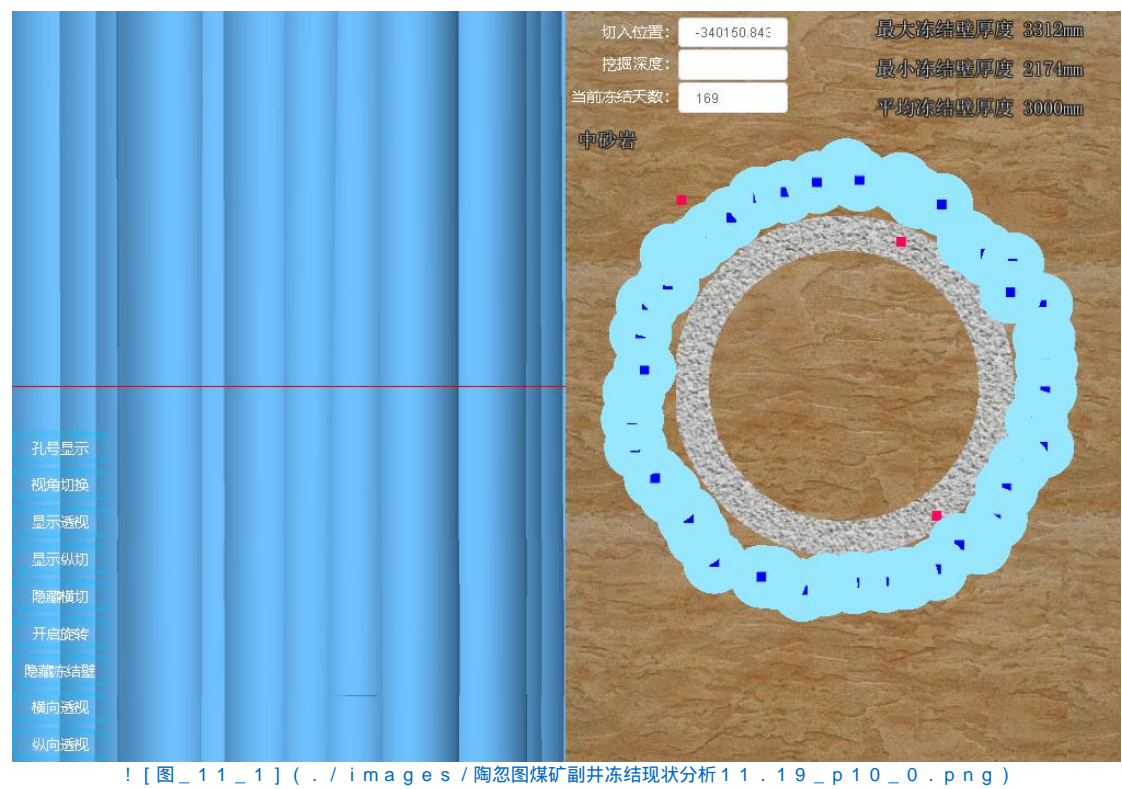 切入位置: -340150.843
挖掘深度:
当前冻结天数: 169
最大冻结壁厚度 3312mm
最小冻结壁厚度 2174mm
平均冻结壁厚度 3000mm
中砂岩
孔号显示
视角切换
显示透视
显示纵切
隐藏横切
开启旋转
隐藏冻结壁
横向透视
纵向透视
![图_11_1](./images/陶忽图煤矿副井冻结现状分析11.19_p10_0.png)